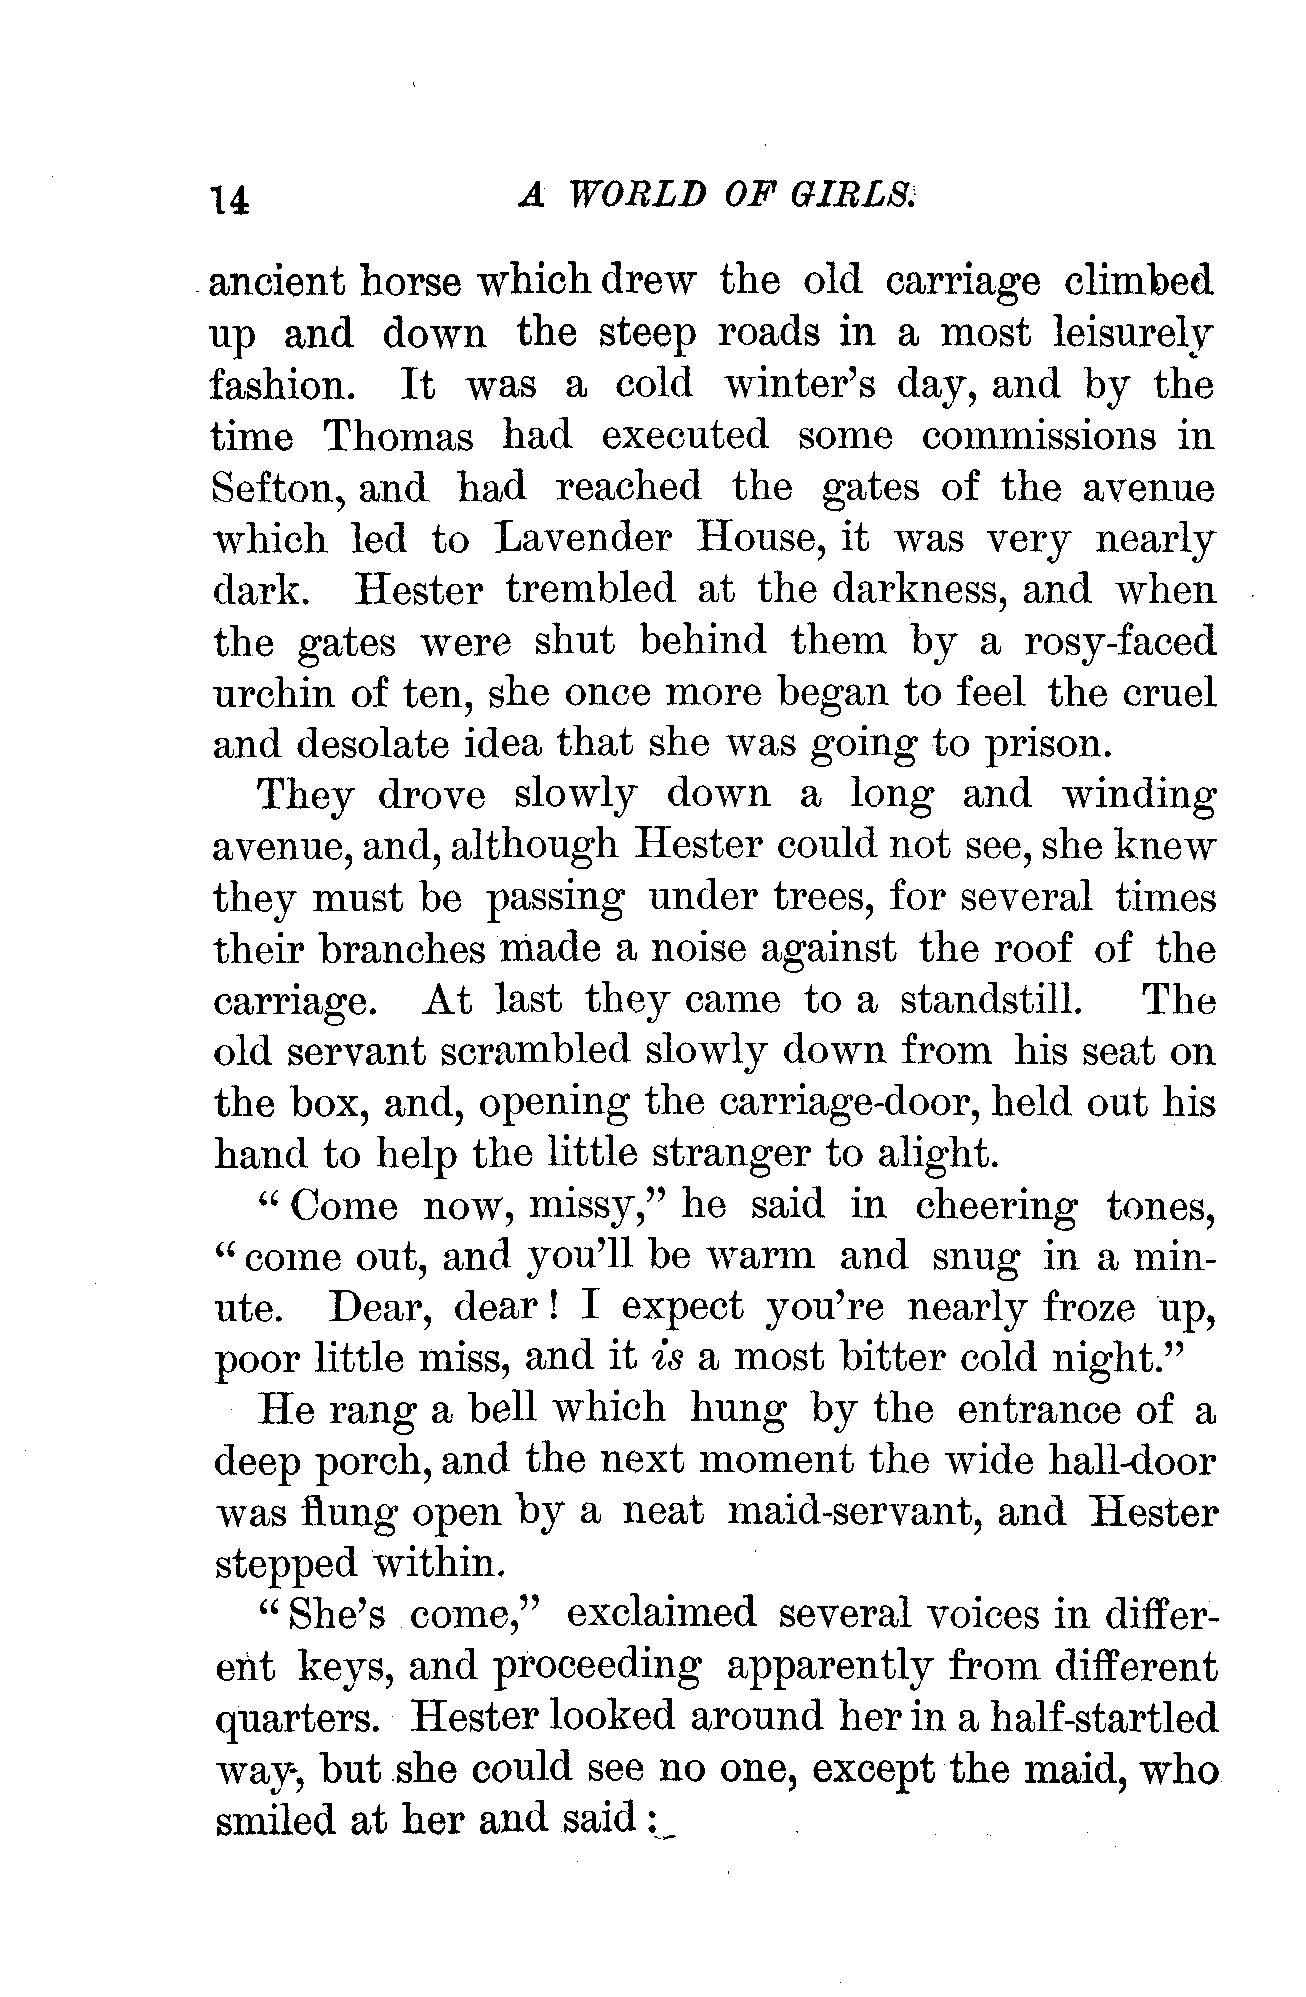 14 A WORLD OF GIRLS.
ancient horse which drew the old carriage climbed
up and down the steep roads in a most leisurely
fashion. It was a cold winter's day, and by the
time Thomas had executed some commissions in
Sefton, and had reached the gates of the avenue
which led to Lavender House, it was very nearly
dark. Hester trembled at the darkness, and when
the gates were shut behind them by a rosy-faced
urchin of ten, she once more began to feel the cruel
and desolate idea that she was going to prison.
They drove slowly down a long and winding
avenue, and, although Hester could not see, she knew
they must be passing under trees, for several times
their branches made a noise against the roof of the
carriage. At last they came to a standstill. The
old servant scrambled slowly down from his seat on
the box, and, opening the carriage-door, held out his
hand to help the little stranger to alight.
“Come now, missy,” he said in cheering tones,
“come out, and you'll be warm and snug in a min-
ute. Dear, dear! I expect you're nearly froze up,
poor little miss, and it is a most bitter cold night.”
He rang a bell which hung by the entrance of a
deep porch, and the next moment the wide hall-door
was flung open by a neat maid-servant, and Hester
stepped within.
“She's come,” exclaimed several voices in differ-
ent keys, and proceeding apparently from different
quarters. Hester looked around her in a half-startled
way, but she could see no one, except the maid, who
smiled at her and said: